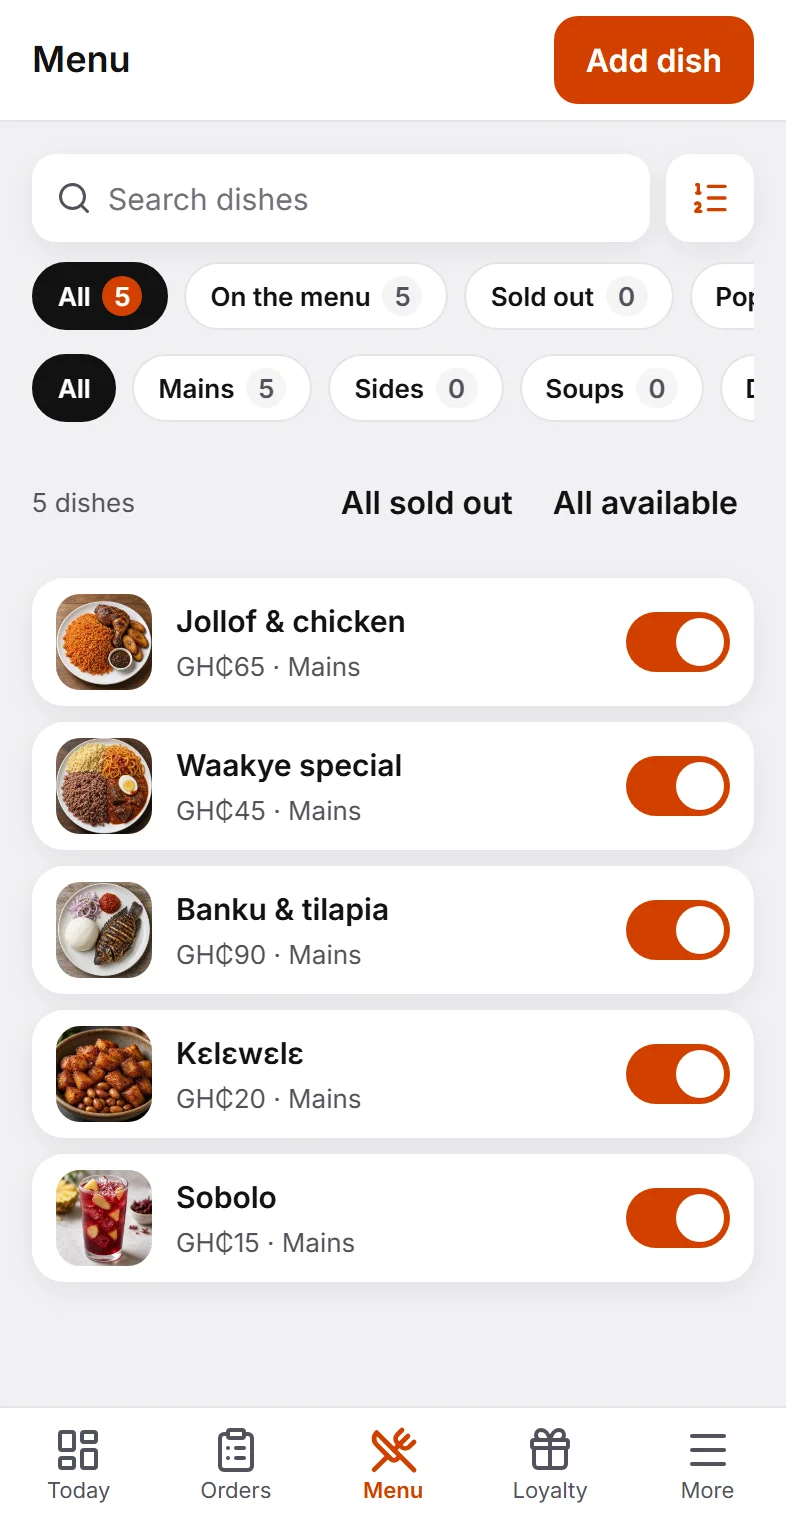 Menu
Add dish
Search dishes
All 5
On the menu 5
Sold out 0
Pop
All
Mains 5
Sides 0
Soups 0
5 dishes
All sold out
All available
Jollof & chicken
GH₵65 · Mains
Waakye special
GH₵45 · Mains
Banku & tilapia
GH₵90 · Mains
Kɛlɛwɛlɛ
GH₵20 · Mains
Sobolo
GH₵15 · Mains
Today
Orders
Menu
Loyalty
More